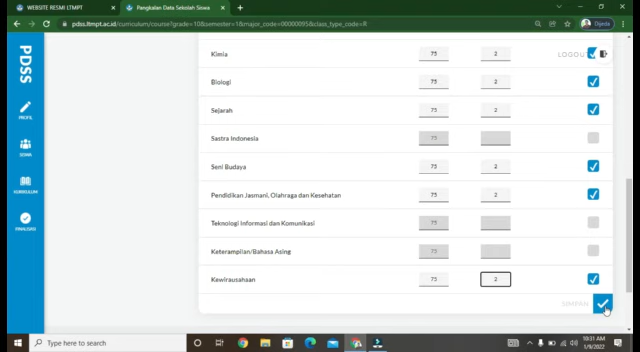 WEBSITE RESMI LTMPT
Pangkalan Data Sekolah Siswa
pdss.ltmpt.ac.id/curriculum/course?grade=10&semester=1&major_code=00000095&class_type_code=R
Djenda
PDSS
PROFIL
SISWA
KURIKULUM
FINALISASI
LOGOUT
Kimia 75 2
Biologi 75 2
Sejarah 75 2
Sastra Indonesia 75
Seni Budaya 75 2
Pendidikan Jasmani, Olahraga dan Kesehatan 75 2
Teknologi Informasi dan Komunikasi 75
Keterampilan/Bahasa Asing 75
Kewirausahaan 75 2
SIMPAN
Type here to search
10:31 AM
1/9/2022